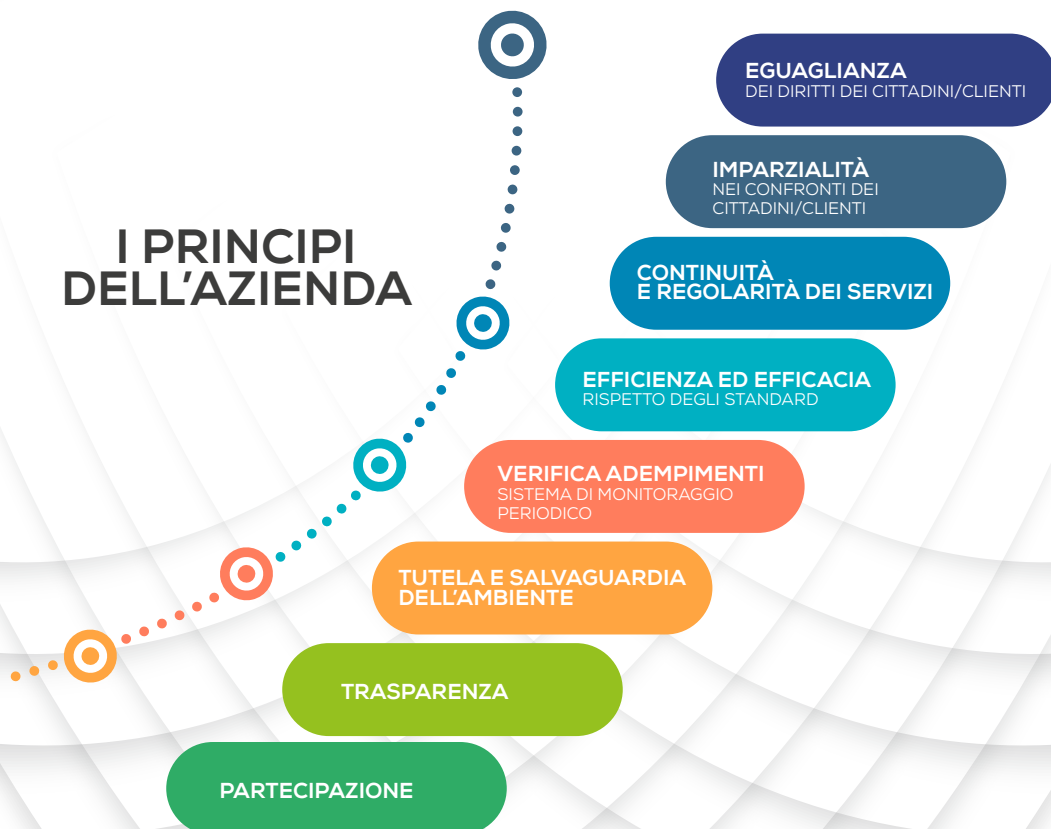 I PRINCIPI
DELL'AZIENDA
EGUAGLIANZA
DEI DIRITTI DEI CITTADINI/CLIENTI
IMPARZIALITÀ
NEI CONFRONTI DEI
CITTADINI/CLIENTI
CONTINUITÀ
E REGOLARITÀ DEI SERVIZI
EFFICIENZA ED EFFICACIA
RISPETTO DEGLI STANDARD
VERIFICA ADEMPIMENTI
SISTEMA DI MONITORAGGIO
PERIODICO
TUTELA E SALVAGUARDIA
DELL'AMBIENTE
TRASPARENZA
PARTECIPAZIONE